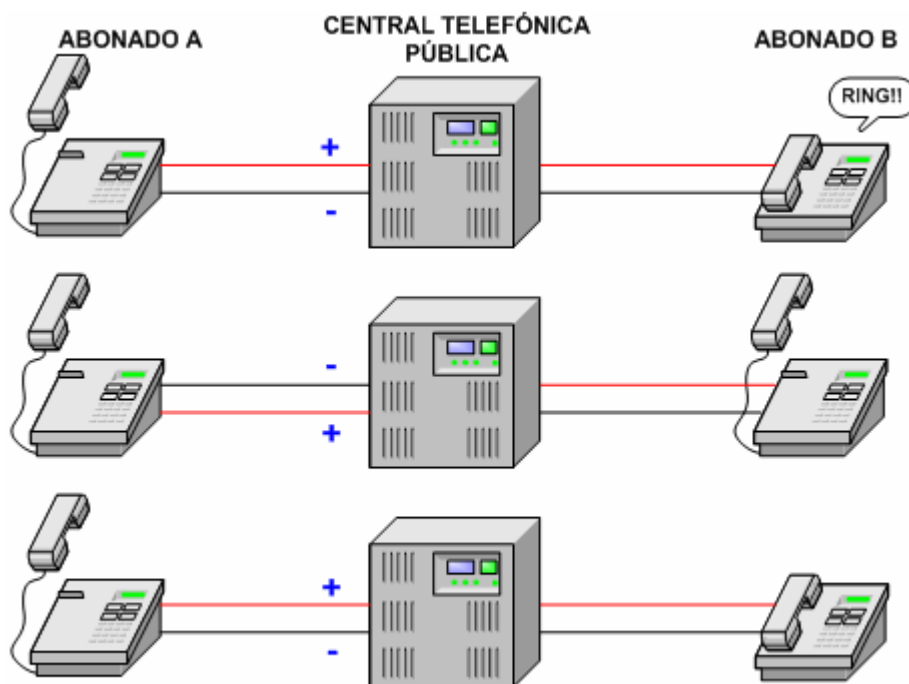 ABONADO A
CENTRAL TELEFÓNICA
PÚBLICA
ABONADO B
RING!!
+
-
-
+
+
-